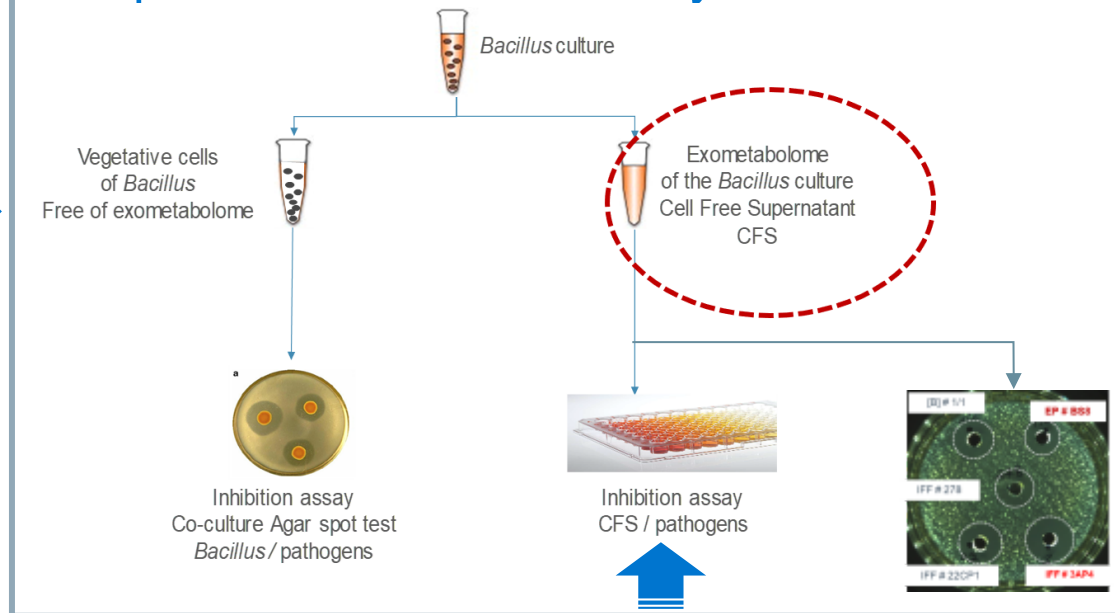 Bacillus culture
Vegetative cells
of Bacillus
Free of exometabolome
Exometabolome
of the Bacillus culture
Cell Free Supernatant
CFS
a
Inhibition assay
Co-culture Agar spot test
Bacillus / pathogens
Inhibition assay
CFS / pathogens
EP # BS8
IFF # 278
IFF # 22CP1
IFF # 3AP4